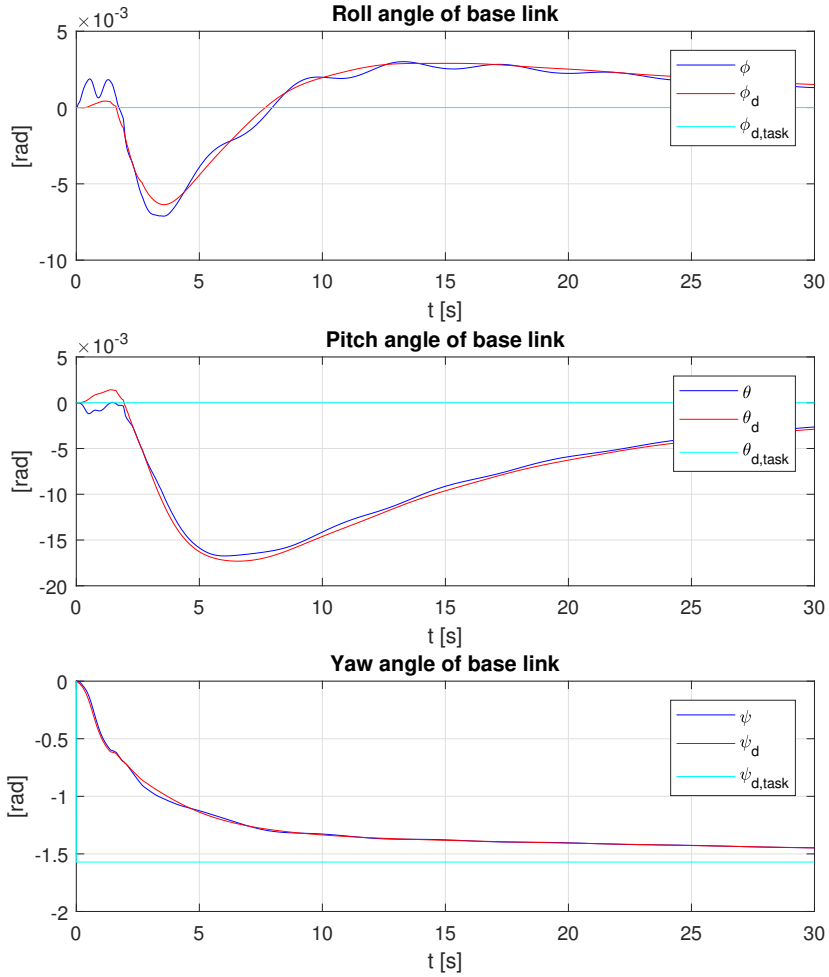 Roll angle of base link
×10⁻³
5
0
-5
-10
[rad]
0 5 10 15 20 25 30
t [s]
ϕ
ϕ_d
ϕ_d,task
Pitch angle of base link
×10⁻³
5
0
-5
-10
-15
-20
[rad]
0 5 10 15 20 25 30
t [s]
θ
θ_d
θ_d,task
Yaw angle of base link
0
-0.5
-1
-1.5
-2
[rad]
0 5 10 15 20 25 30
t [s]
ψ
ψ_d
ψ_d,task